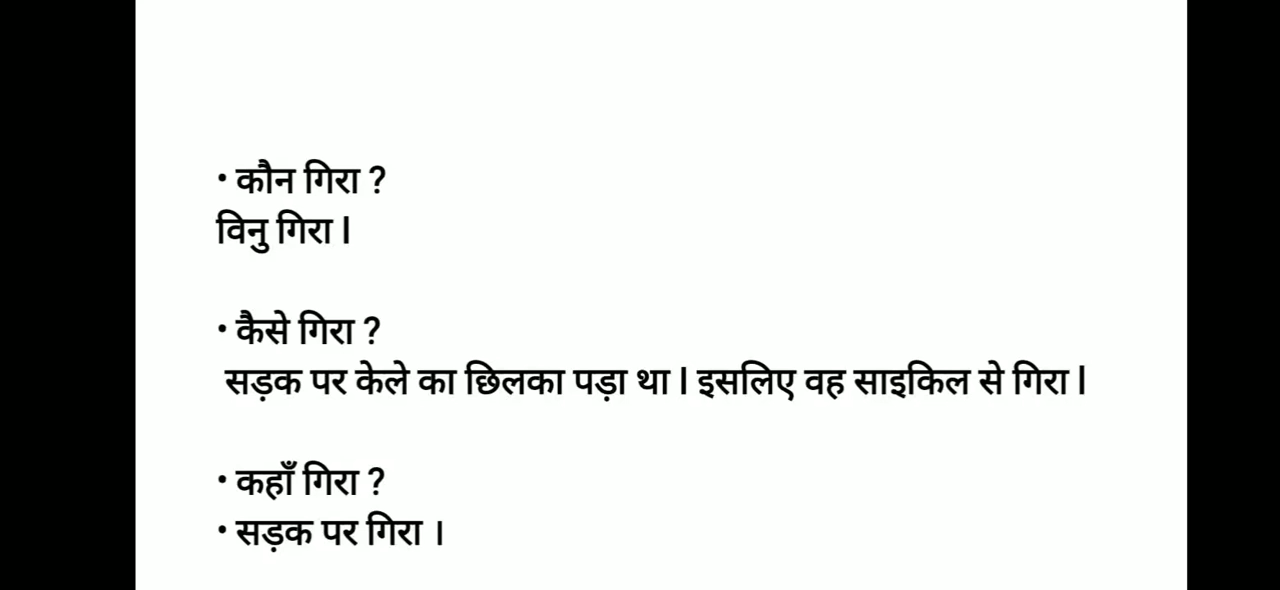 • कौन गिरा ?
विनु गिरा l
• कैसे गिरा ?
सड़क पर केले का छिलका पड़ा था l इसलिए वह साइकिल से गिरा l
• कहाँ गिरा ?
• सड़क पर गिरा ।